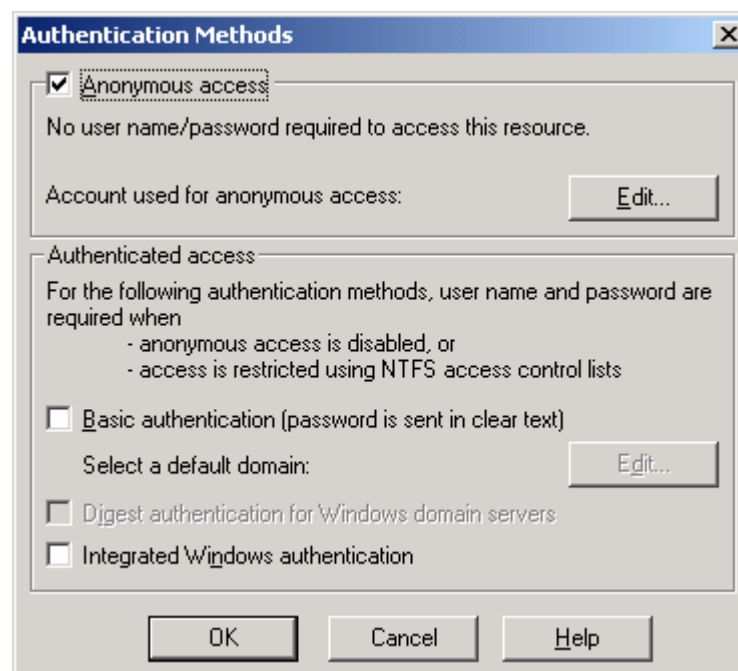 Authentication Methods
Anonymous access
No user name/password required to access this resource.
Account used for anonymous access:
Edit...
Authenticated access
For the following authentication methods, user name and password are
required when
- anonymous access is disabled, or
- access is restricted using NTFS access control lists
Basic authentication (password is sent in clear text)
Select a default domain:
Edit...
Digest authentication for Windows domain servers
Integrated Windows authentication
OK
Cancel
Help